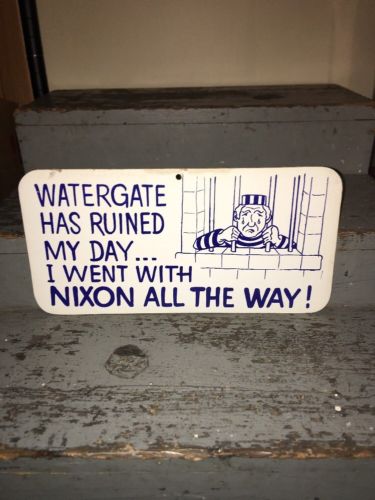 WATERGATE
HAS RUINED
MY DAY...
I WENT WITH
NIXON ALL THE WAY!